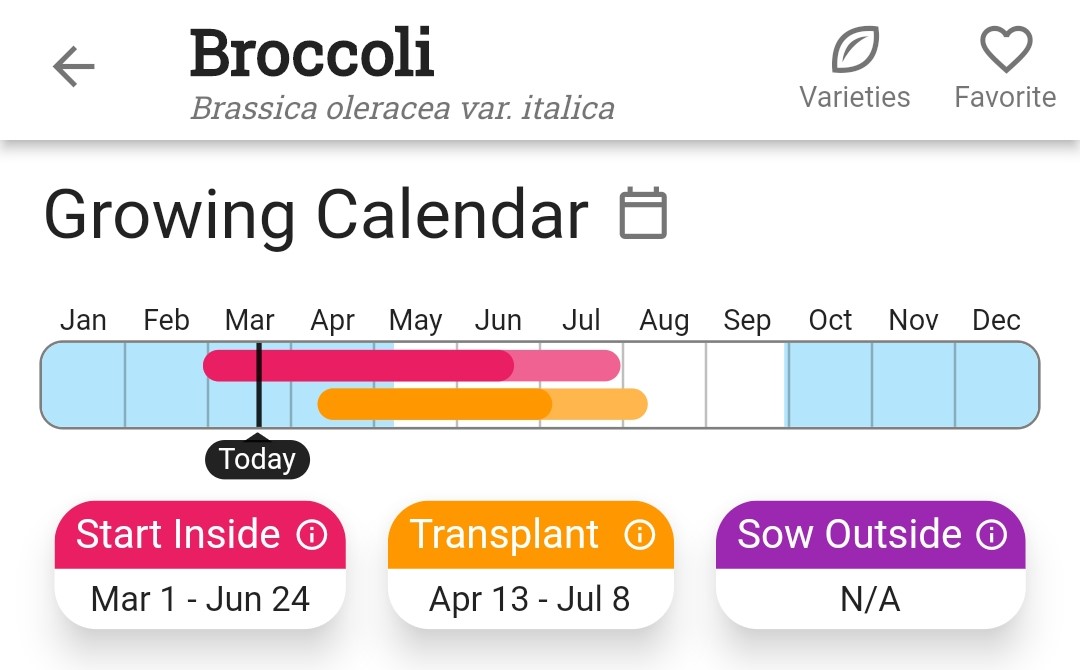 Broccoli
Brassica oleracea var. italica
Varieties
Favorite
Growing Calendar
Jan Feb Mar Apr May Jun Jul Aug Sep Oct Nov Dec
Today
Start Inside
Mar 1 - Jun 24
Transplant
Apr 13 - Jul 8
Sow Outside
N/A